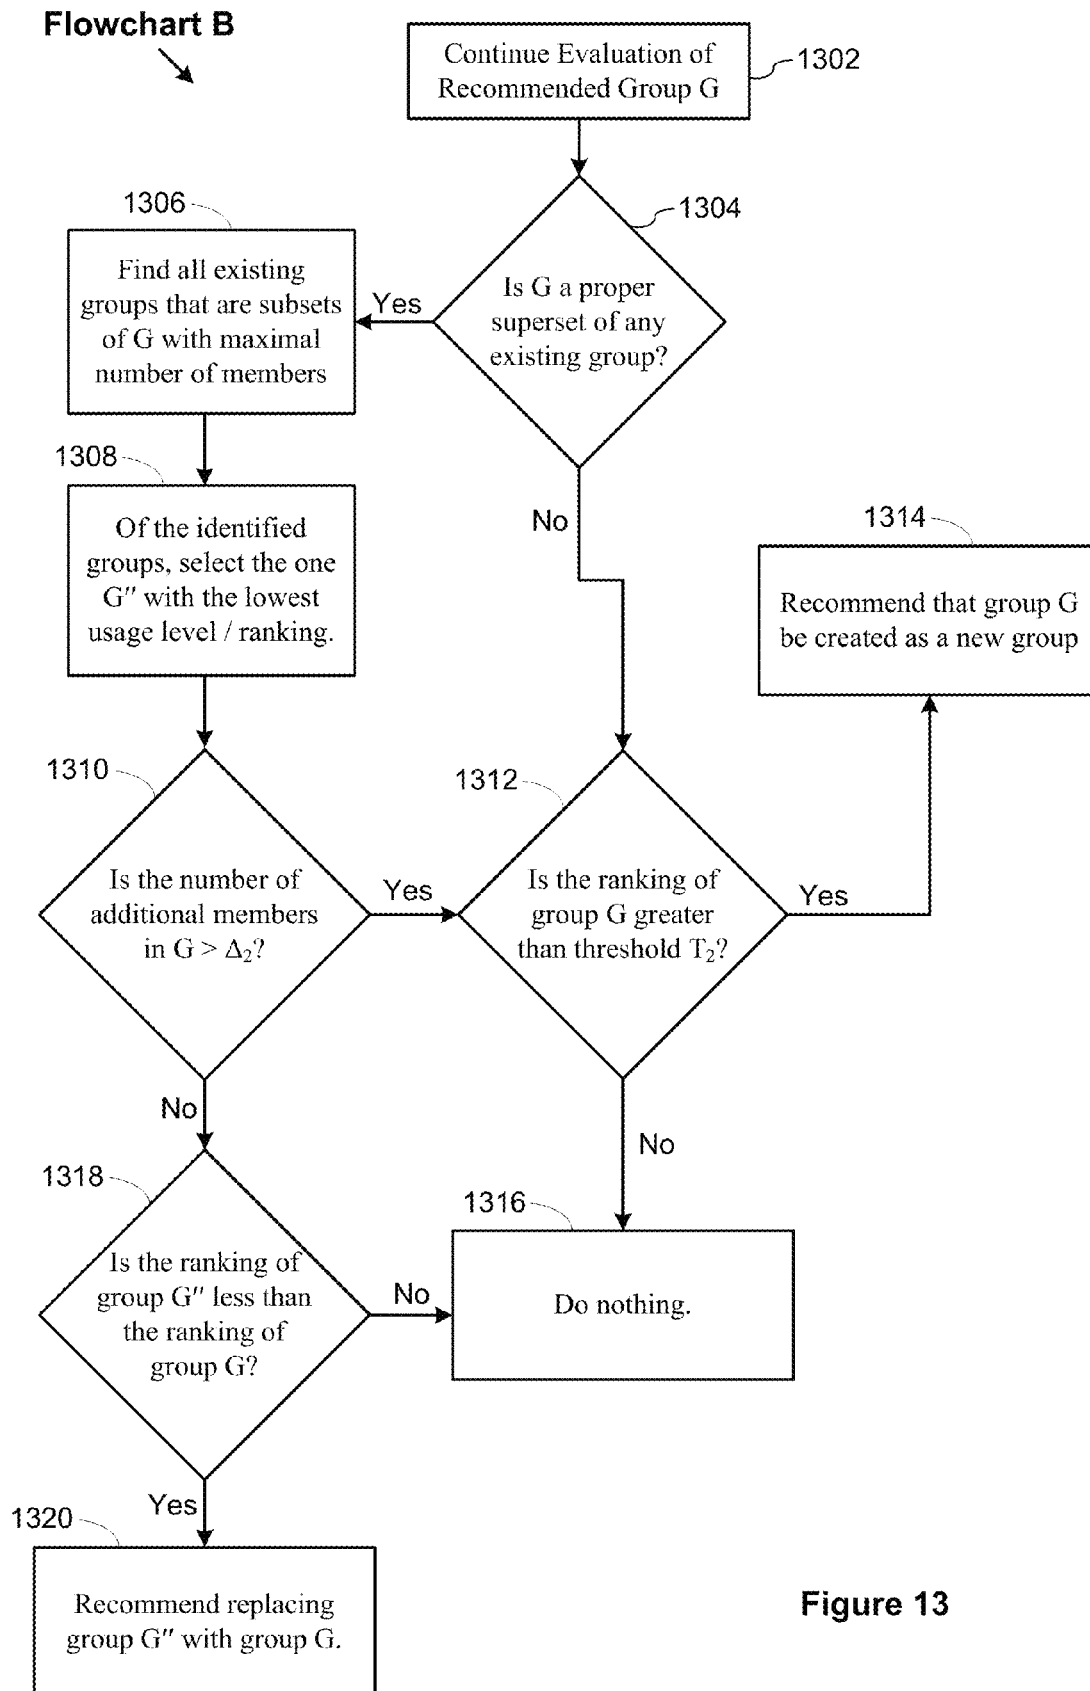 Flowchart B
Continue Evaluation of
Recommended Group G
1302
1304
Is G a proper
superset of any
existing group?
Yes
1306
Find all existing
groups that are subsets
of G with maximal
number of members
1308
Of the identified
groups, select the one
G″ with the lowest
usage level / ranking.
No
1314
Recommend that group G
be created as a new group
1310
Is the number of
additional members
in G > Δ₂?
Yes
1312
Is the ranking of
group G greater
than threshold T₂?
Yes
No
No
1318
Is the ranking of
group G″ less than
the ranking of
group G?
No
1316
Do nothing.
Yes
1320
Recommend replacing
group G″ with group G.
Figure 13